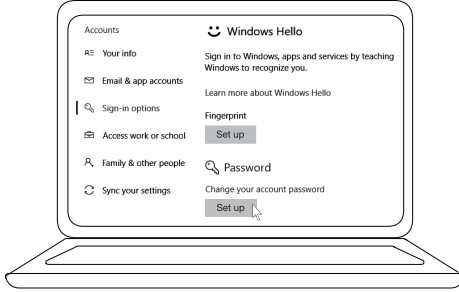 Accounts
Your info
Email & app accounts
Sign-in options
Access work or school
Family & other people
Sync your settings
Windows Hello
Sign in to Windows, apps and services by teaching
Windows to recognize you.
Learn more about Windows Hello
Fingerprint
Set up
Password
Change your account password
Set up